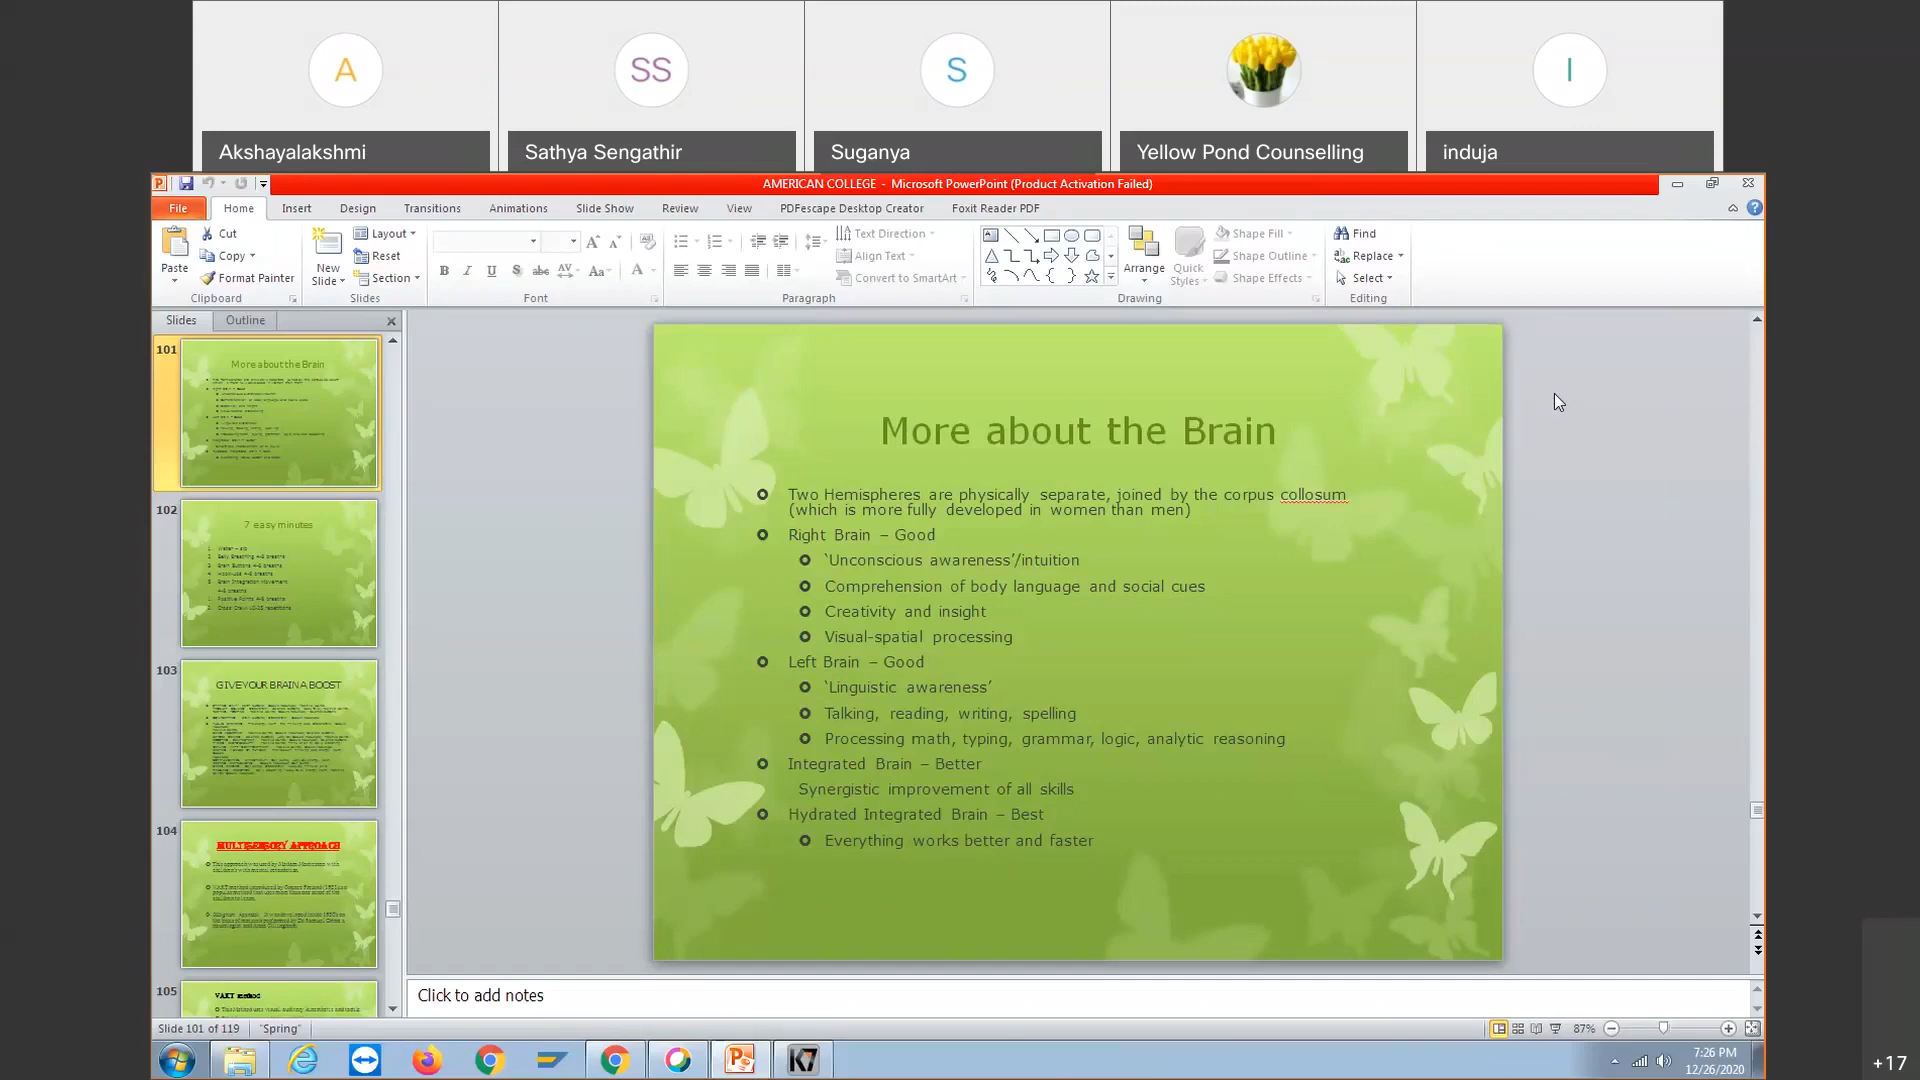 A
SS
S
I
Akshayalakshmi
Sathya Sengathir
Suganya
Yellow Pond Counselling
induja
AMERICAN COLLEGE - Microsoft PowerPoint (Product Activation Failed)
File
Home
Insert
Design
Transitions
Animations
Slide Show
Review
View
PDFescape Desktop Creator
Foxit Reader PDF
Paste
Cut
Copy
Format Painter
Clipboard
New Slide
Layout
Reset
Section
Slides
Font
Text Direction
Align Text
Convert to SmartArt
Paragraph
Arrange
Quick Styles
Shape Fill
Shape Outline
Shape Effects
Drawing
Find
Replace
Select
Editing
Slides
Outline
101
More about the Brain
102
7 easy minutes
Brain Integration Movement
4-6 breaths
103
GIVE YOUR BRAIN A BOOST
104
MULTISENSORY APPROACH
105
VAKT method
More about the Brain
Two Hemispheres are physically separate, joined by the corpus collosum
(which is more fully developed in women than men)
Right Brain – Good
‘Unconscious awareness’/intuition
Comprehension of body language and social cues
Creativity and insight
Visual-spatial processing
Left Brain – Good
‘Linguistic awareness’
Talking, reading, writing, spelling
Processing math, typing, grammar, logic, analytic reasoning
Integrated Brain – Better
Synergistic improvement of all skills
Hydrated Integrated Brain – Best
Everything works better and faster
Click to add notes
Slide 101 of 119
"Spring"
87%
K7
7:26 PM
12/26/2020
+17